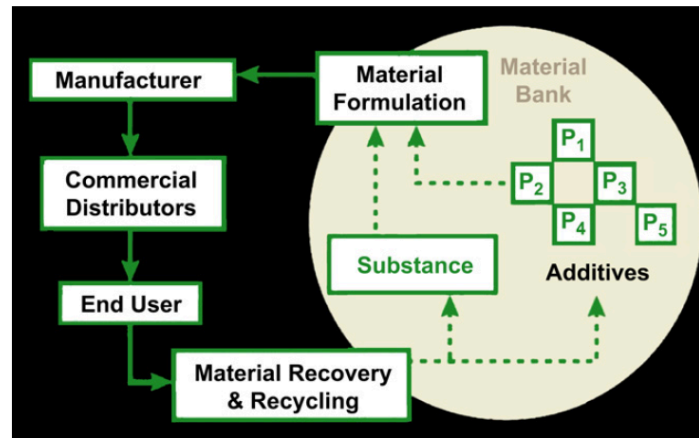 Manufacturer
Material
Formulation
Material
Bank
P1
P2
P3
P4
P5
Commercial
Distributors
Substance
Additives
End User
Material Recovery
& Recycling